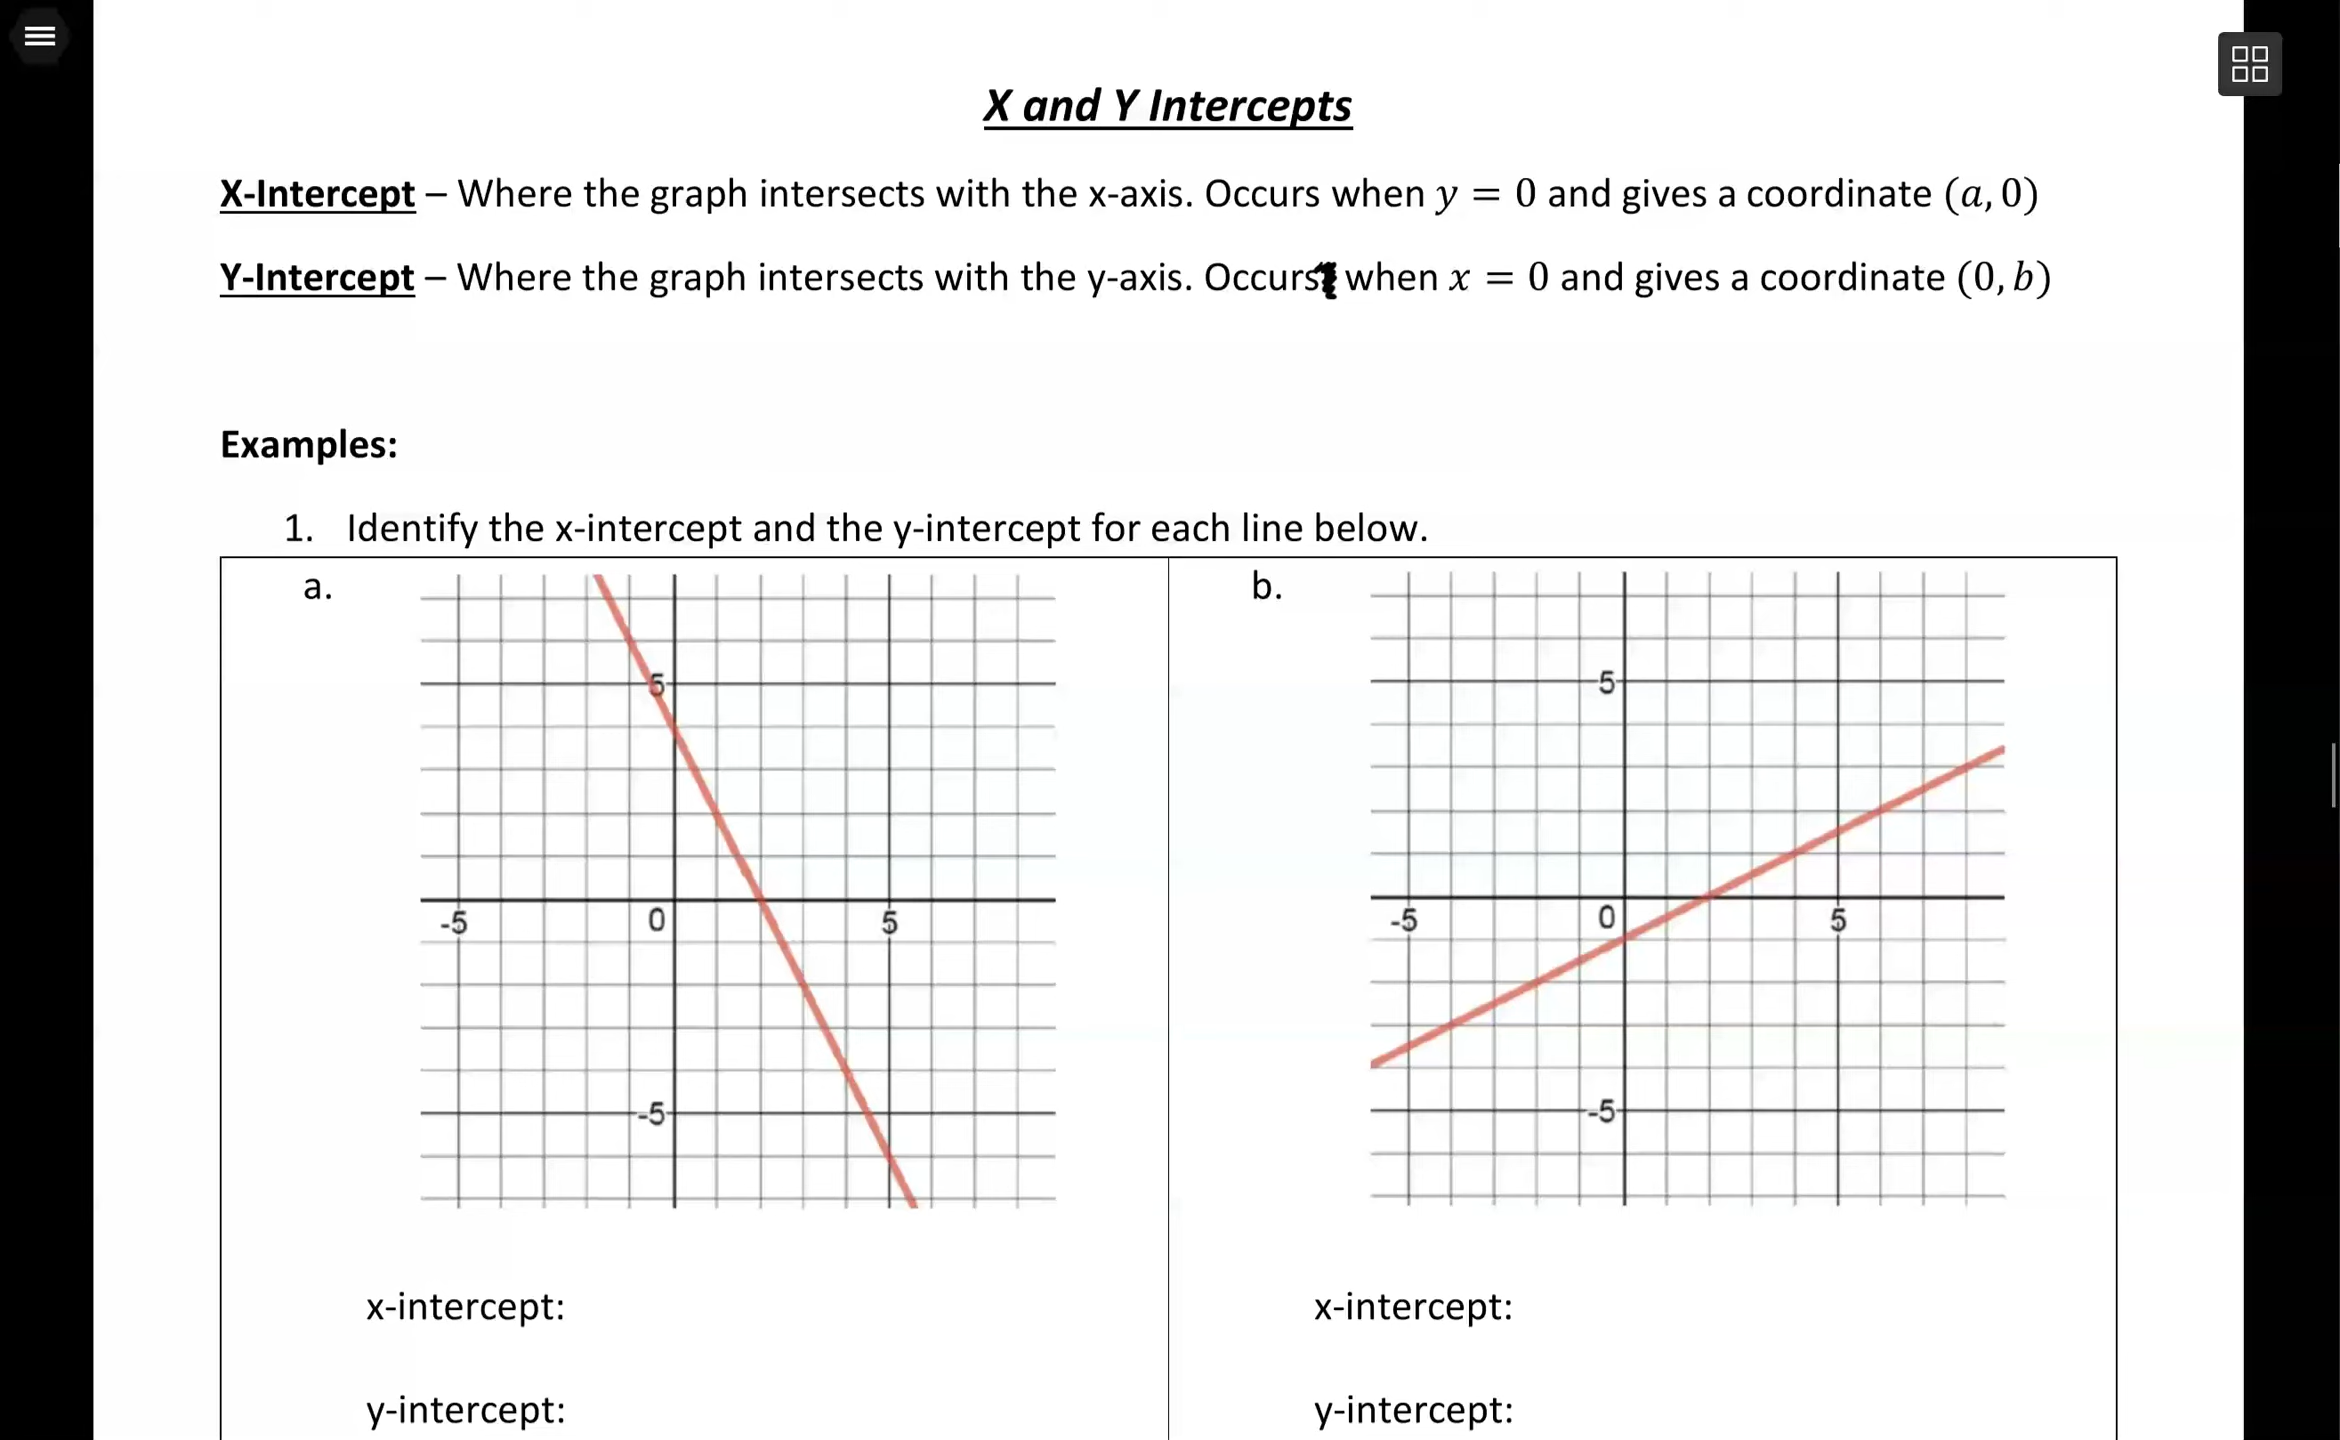 X and Y Intercepts
X-Intercept – Where the graph intersects with the x-axis. Occurs when y = 0 and gives a coordinate (a, 0)
Y-Intercept – Where the graph intersects with the y-axis. Occurs when x = 0 and gives a coordinate (0, b)
Examples:
1. Identify the x-intercept and the y-intercept for each line below.
a.
5
-5 0 5
-5
x-intercept:
y-intercept:
b.
5
-5 0 5
-5
x-intercept:
y-intercept: